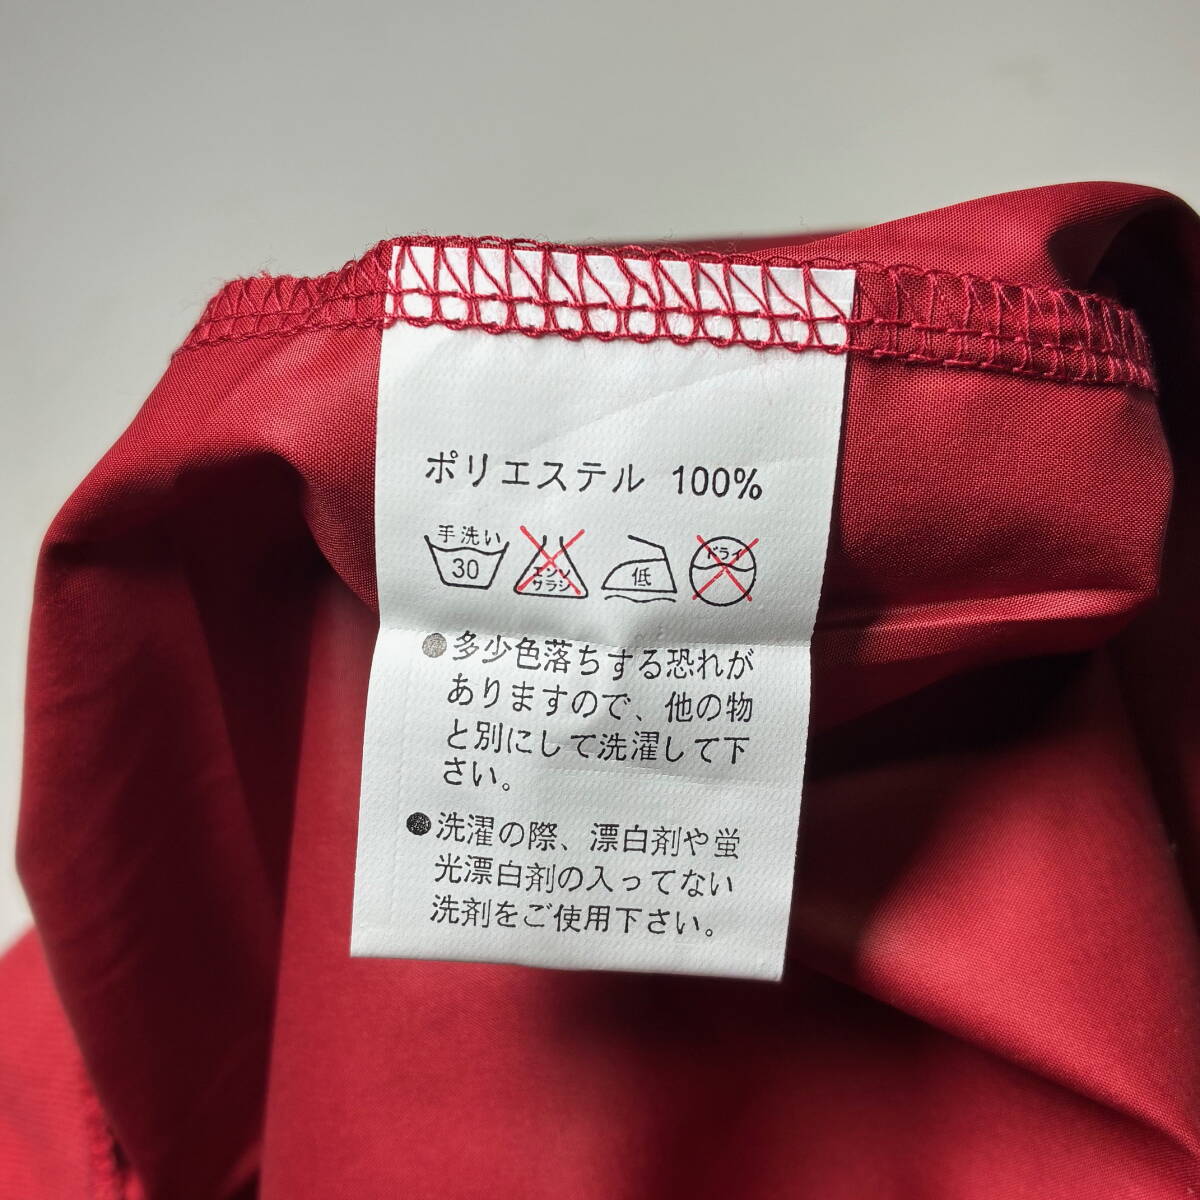 ポリエステル 100%
手洗い 30 エンソサラシ 低 ドライ
●多少色落ちする恐れが
ありますので、他の物
と別にして洗濯して下
さい。
●洗濯の際、漂白剤や蛍
光漂白剤の入ってない
洗剤をご使用下さい。